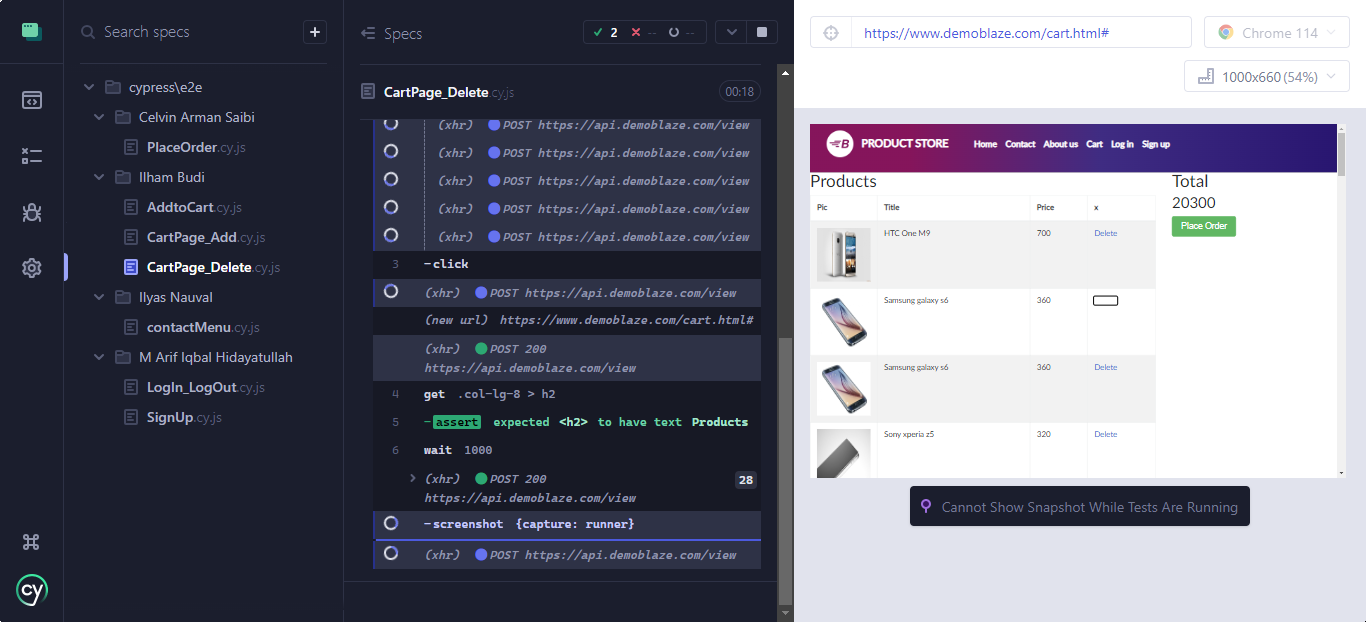 Search specs
+
cypress\e2e
Celvin Arman Saibi
PlaceOrder.cy.js
Ilham Budi
AddtoCart.cy.js
CartPage_Add.cy.js
CartPage_Delete.cy.js
Ilyas Nauval
contactMenu.cy.js
M Arif Iqbal Hidayatullah
LogIn_LogOut.cy.js
SignUp.cy.js
cy
Specs
2 -- --
CartPage_Delete.cy.js 00:18
(xhr) POST https://api.demoblaze.com/view
(xhr) POST https://api.demoblaze.com/view
(xhr) POST https://api.demoblaze.com/view
(xhr) POST https://api.demoblaze.com/view
(xhr) POST https://api.demoblaze.com/view
3 -click
(xhr) POST https://api.demoblaze.com/view
(new url) https://www.demoblaze.com/cart.html#
(xhr) POST 200
https://api.demoblaze.com/view
4 get .col-lg-8 > h2
5 -assert expected <h2> to have text Products
6 wait 1000
(xhr) POST 200 28
https://api.demoblaze.com/view
-screenshot {capture: runner}
(xhr) POST https://api.demoblaze.com/view
https://www.demoblaze.com/cart.html#
Chrome 114
1000x660 (54%)
B PRODUCT STORE Home Contact About us Cart Log in Sign up
Products
Pic Title Price x
HTC One M9 700 Delete
Samsung galaxy s6 360
Samsung galaxy s6 360 Delete
Sony xperia z5 320 Delete
Total
20300
Place Order
Cannot Show Snapshot While Tests Are Running